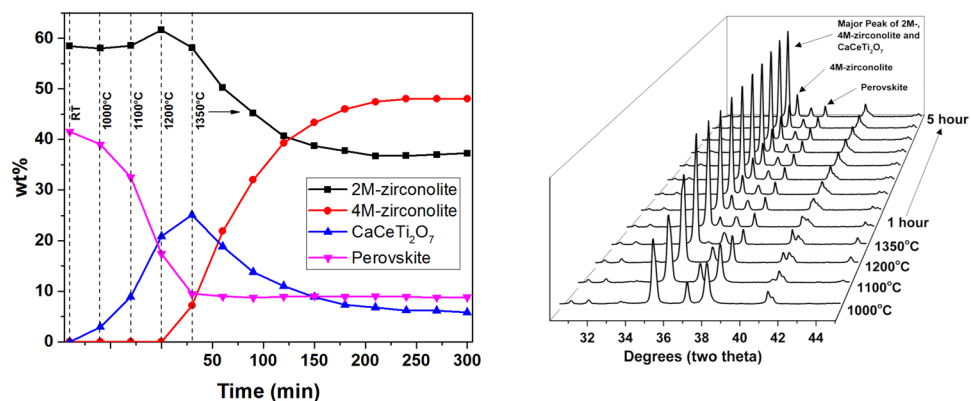 60
50
40
30
20
10
0
wt%
RT
1000°C
1100°C
1200°C
1350°C
2M-zirconolite
4M-zirconolite
CaCeTi2O7
Perovskite
50
100
150
200
250
300
Time (min)
Major Peak of 2M-,
4M-zirconolite and
CaCeTi2O7
4M-zirconolite
Perovskite
5 hour
1 hour
1350°C
1200°C
1100°C
1000°C
32
34
36
38
40
42
44
Degrees (two theta)